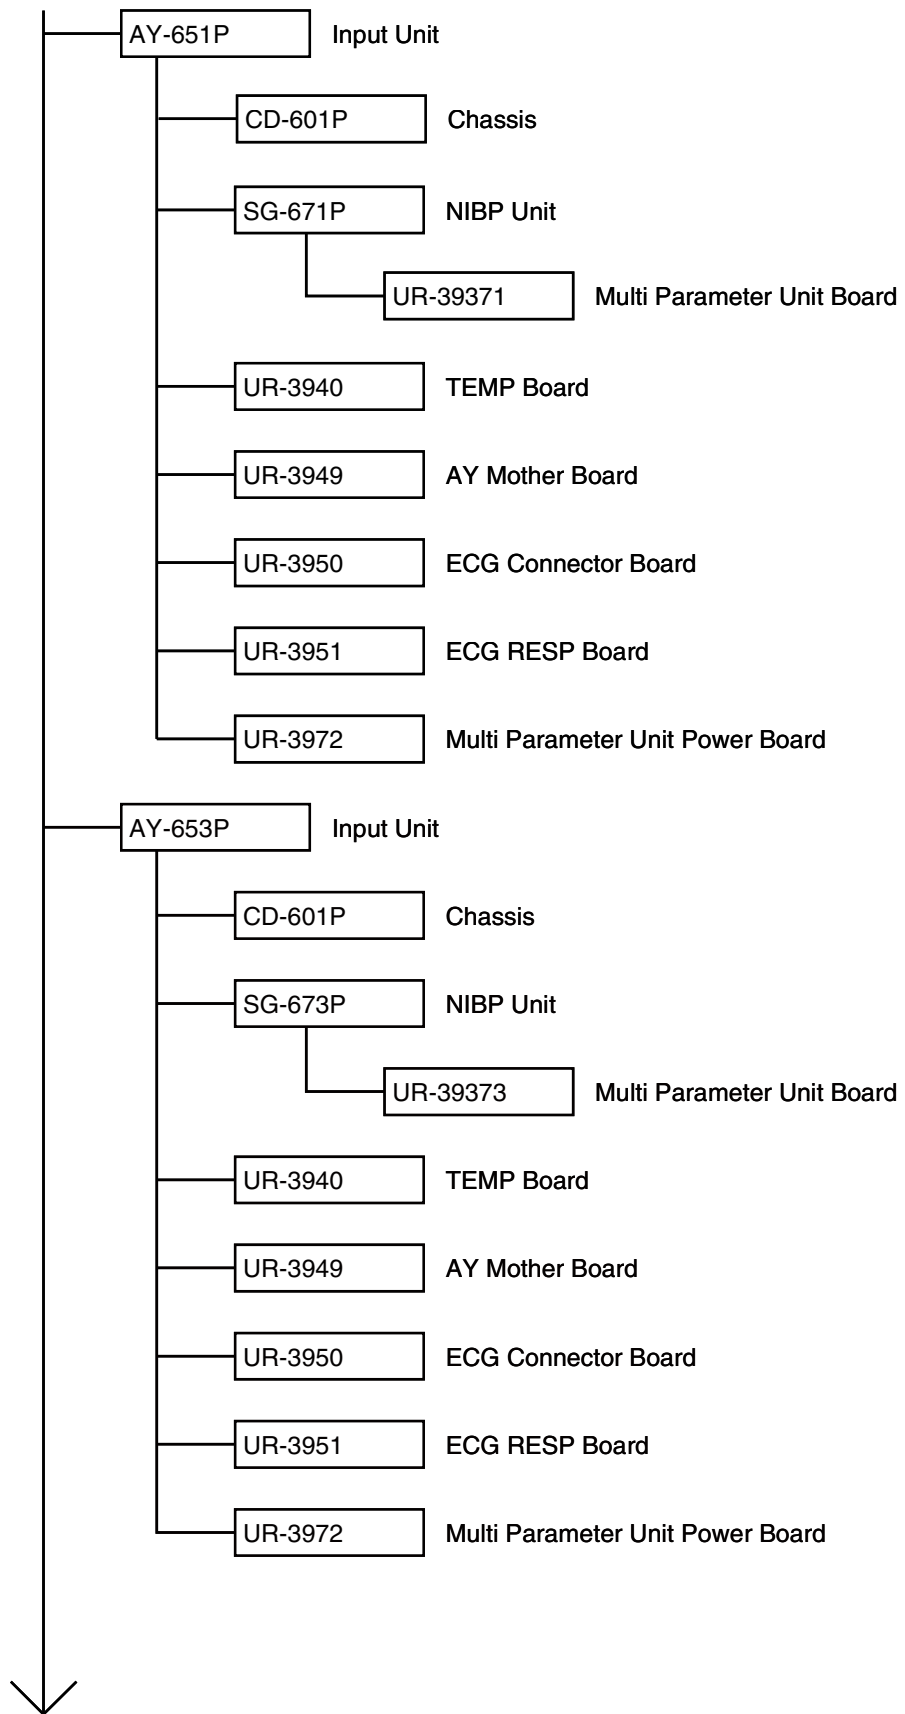 AY-651P Input Unit
CD-601P Chassis
SG-671P NIBP Unit
UR-39371 Multi Parameter Unit Board
UR-3940 TEMP Board
UR-3949 AY Mother Board
UR-3950 ECG Connector Board
UR-3951 ECG RESP Board
UR-3972 Multi Parameter Unit Power Board
AY-653P Input Unit
CD-601P Chassis
SG-673P NIBP Unit
UR-39373 Multi Parameter Unit Board
UR-3940 TEMP Board
UR-3949 AY Mother Board
UR-3950 ECG Connector Board
UR-3951 ECG RESP Board
UR-3972 Multi Parameter Unit Power Board